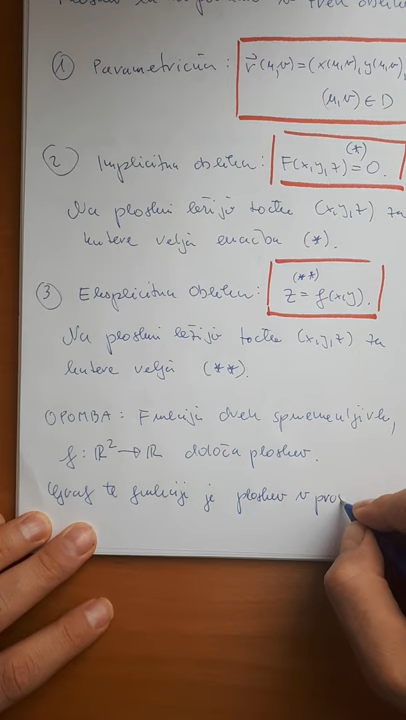 ① Parametrična: r⃗(u,v)=(x(u,v),y(u,v),
(u,v)∈D
② Implicitna oblika: F(x,y,z)=0. (*)
Na ploskvi ležijo točke (x,y,z) za
katere velja enačba (*).
③ Eksplicitna oblika: z=f(x,y). (**)
Na ploskvi ležijo točke (x,y,z) za
katere velja (**).
OPOMBA: Funkcija dveh spremenljivk,
f:ℝ²→ℝ določa ploskev.
Graf te funkcije je ploskev v pros